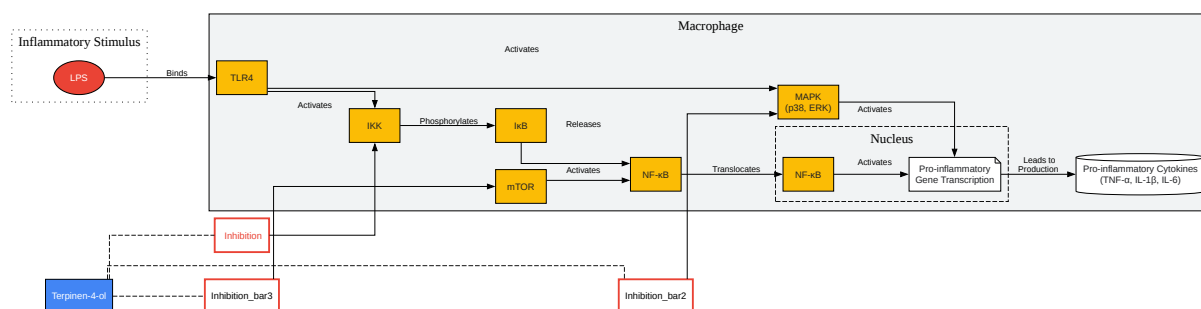 Macrophage
Inflammatory Stimulus
LPS
Binds
TLR4
Activates
Activates
IKK
Phosphorylates
IκB
Releases
mTOR
Activates
NF-κB
Translocates
MAPK
(p38, ERK)
Activates
Nucleus
NF-κB
Activates
Pro-inflammatory
Gene Transcription
Leads to
Production
Pro-inflammatory Cytokines
(TNF-α, IL-1β, IL-6)
Inhibition
Terpinen-4-ol
Inhibition_bar3
Inhibition_bar2